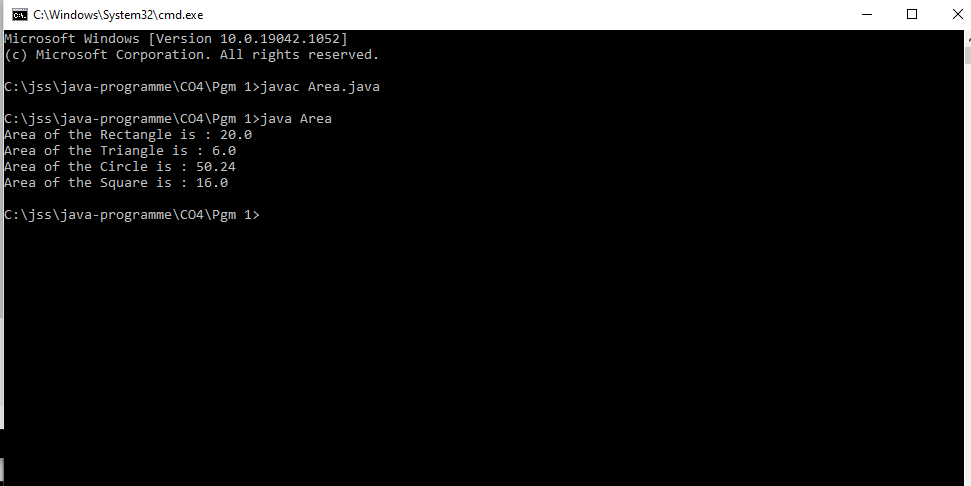 C:\Windows\System32\cmd.exe
Microsoft Windows [Version 10.0.19042.1052]
(c) Microsoft Corporation. All rights reserved.
C:\jss\java-programme\CO4\Pgm 1>javac Area.java
C:\jss\java-programme\CO4\Pgm 1>java Area
Area of the Rectangle is : 20.0
Area of the Triangle is : 6.0
Area of the Circle is : 50.24
Area of the Square is : 16.0
C:\jss\java-programme\CO4\Pgm 1>